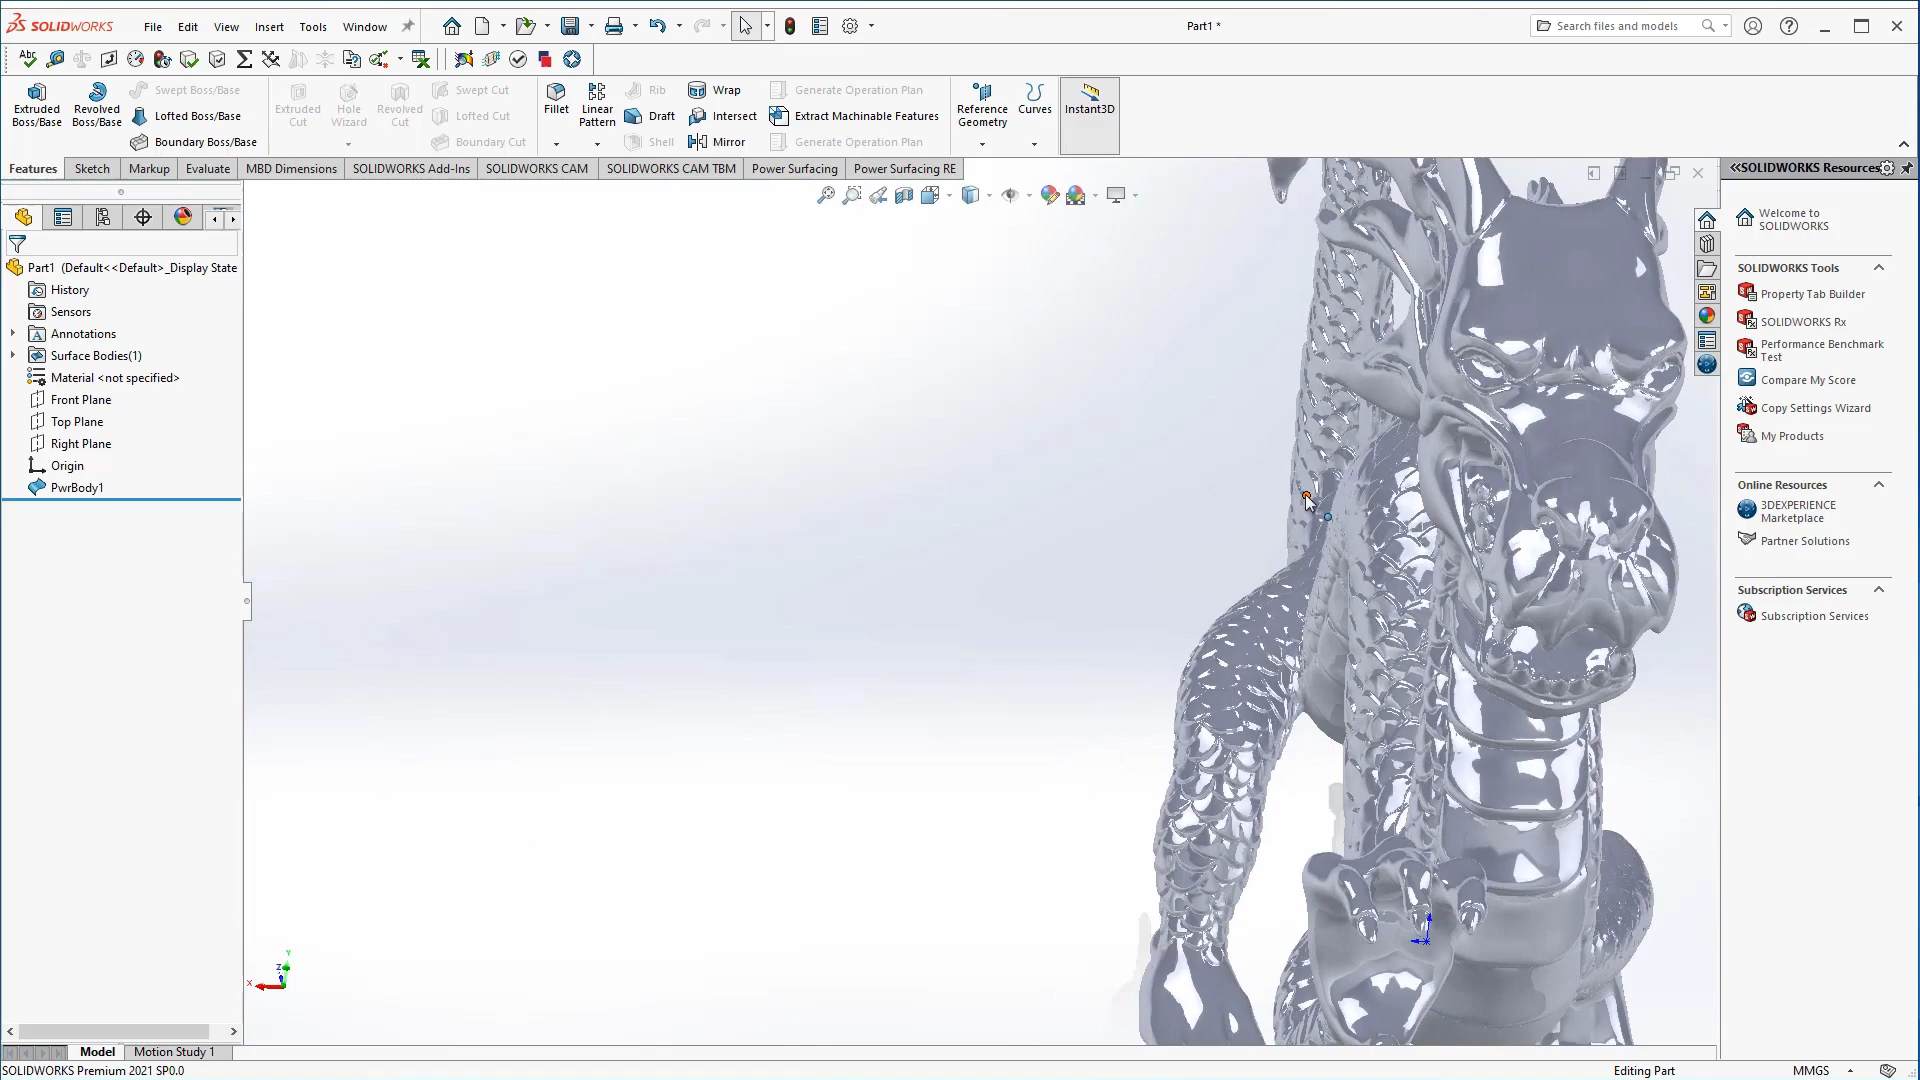 SOLIDWORKS File Edit View Insert Tools Window Part1 * Search files and models
Abc
Extruded Boss/Base
Revolved Boss/Base
Swept Boss/Base
Lofted Boss/Base
Boundary Boss/Base
Extruded Cut
Hole Wizard
Revolved Cut
Swept Cut
Lofted Cut
Boundary Cut
Fillet
Linear Pattern
Rib
Draft
Shell
Wrap
Intersect
Mirror
Generate Operation Plan
Extract Machinable Features
Generate Operation Plan
Reference Geometry
Curves
Instant3D
Features Sketch Markup Evaluate MBD Dimensions SOLIDWORKS Add-Ins SOLIDWORKS CAM SOLIDWORKS CAM TBM Power Surfacing Power Surfacing RE
Part1 (Default<<Default>_Display State
History
Sensors
Annotations
Surface Bodies(1)
Material <not specified>
Front Plane
Top Plane
Right Plane
Origin
PwrBody1
Y
Z
X
SOLIDWORKS Resources
Welcome to
SOLIDWORKS
SOLIDWORKS Tools
Property Tab Builder
SOLIDWORKS Rx
Performance Benchmark
Test
Compare My Score
Copy Settings Wizard
My Products
Online Resources
3DEXPERIENCE
Marketplace
Partner Solutions
Subscription Services
Subscription Services
Model Motion Study 1
SOLIDWORKS Premium 2021 SP0.0 Editing Part MMGS